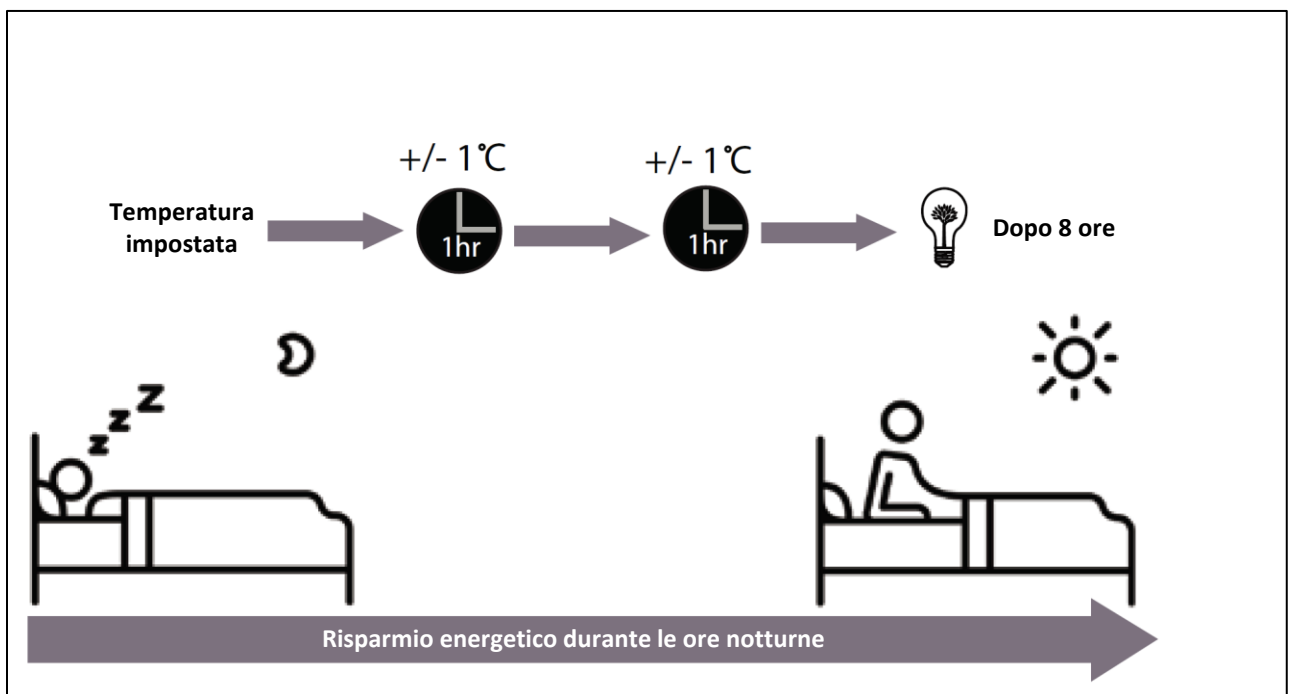 +/- 1℃
+/- 1℃
Temperatura
impostata
1hr
1hr
Dopo 8 ore
z z Z
Risparmio energetico durante le ore notturne